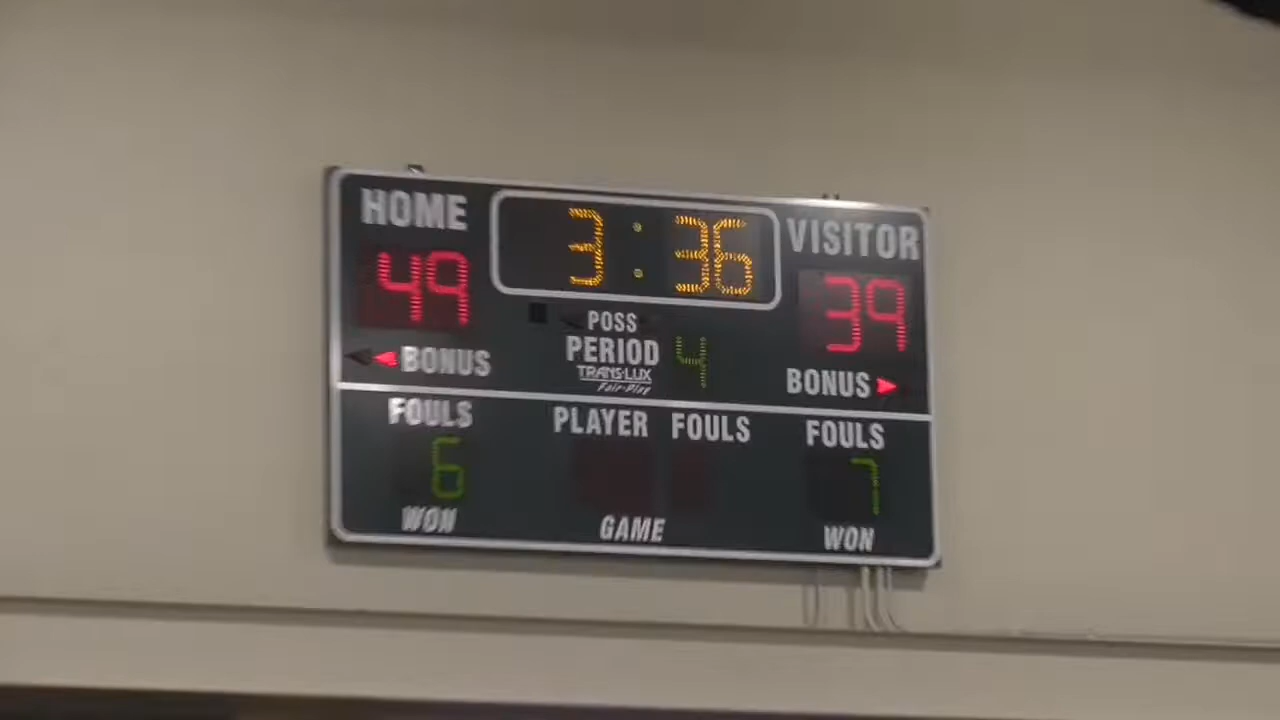 HOME 3:36 VISITOR
49 39
POSS
PERIOD 4
TRANS-LUX
Fair-Play
BONUS BONUS
FOULS PLAYER FOULS FOULS
6 7
WON GAME WON